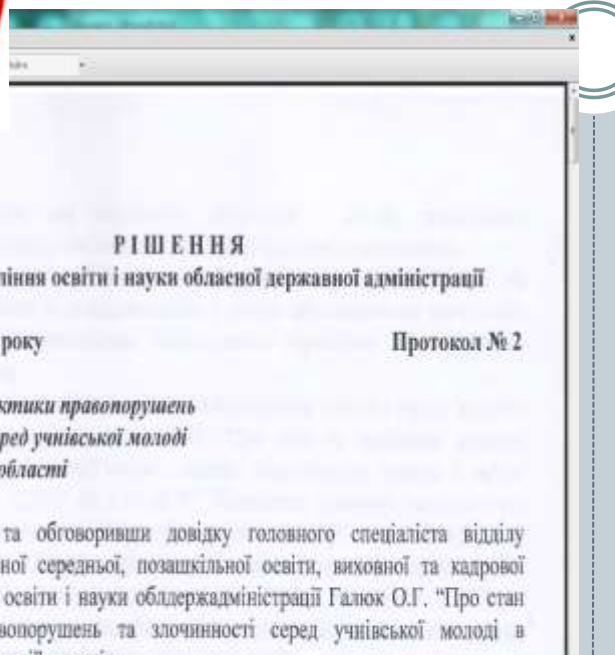 РІШЕННЯ
ління освіти і науки обласної державної адміністрації
року Протокол № 2
ктики правопорушень
ред учнівської молоді
області
та обговоривши довідку головного спеціаліста відділу
ної середньої, позашкільної освіти, виховної та кадрової
освіти і науки облдержадміністрації Галюк О.Г. “Про стан
вопорушень та злочинності серед учнівської молоді в